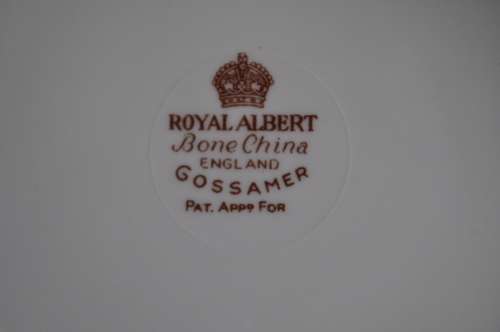 ROYAL ALBERT
Bone China
ENGLAND
GOSSAMER
PAT. APPD FOR